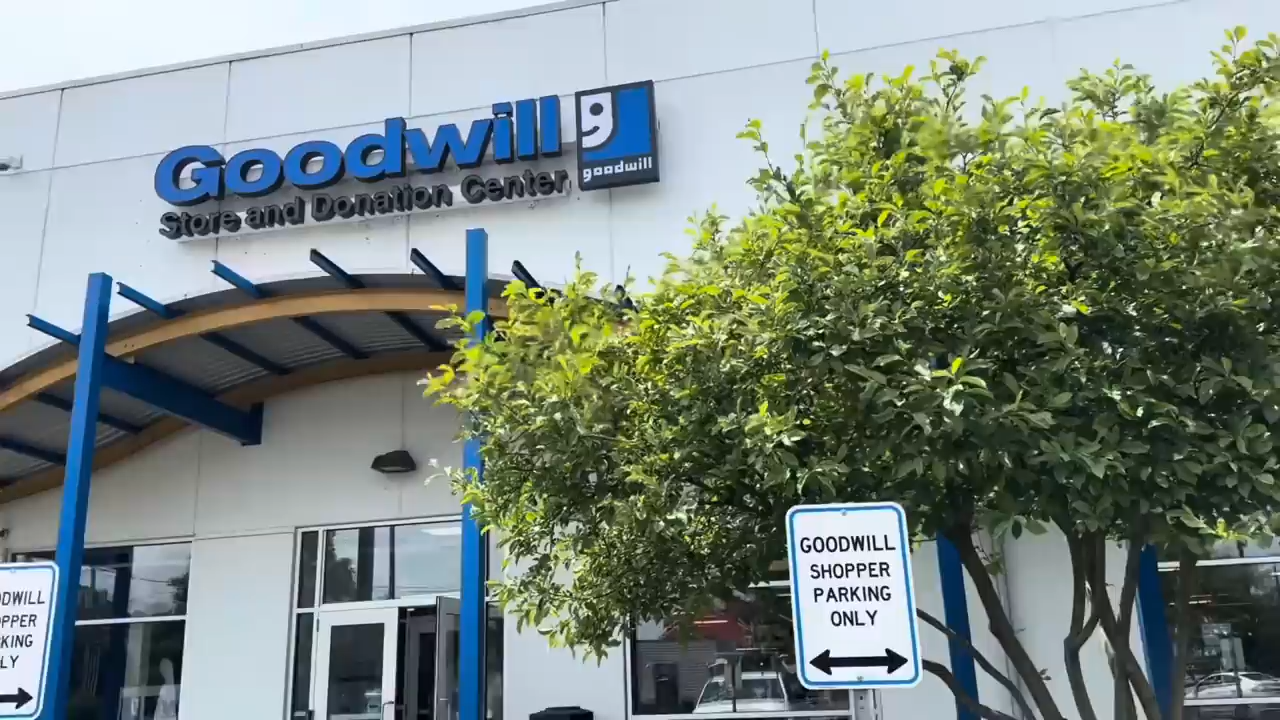 Goodwill
Store and Donation Center
goodwill
GOODWILL
SHOPPER
PARKING
ONLY